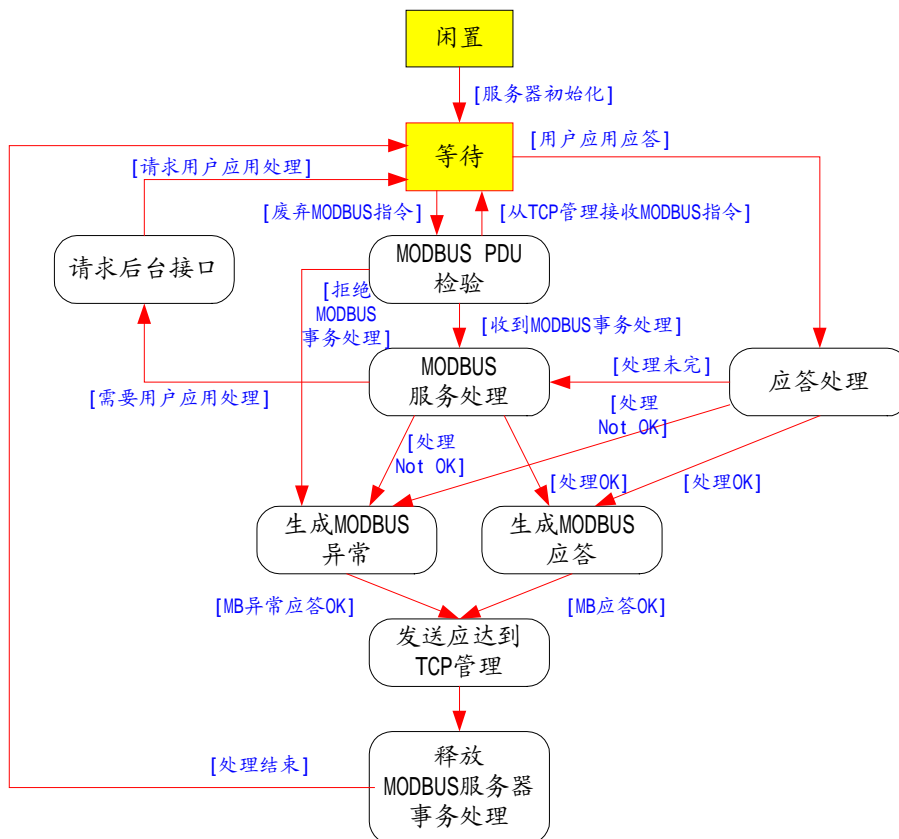 闲置
[服务器初始化]
等待
[用户应用应答]
[请求用户应用处理]
[废弃MODBUS指令]
[从TCP管理接收MODBUS指令]
请求后台接口
MODBUS PDU
检验
[拒绝
MODBUS
事务处理]
[收到MODBUS事务处理]
MODBUS
服务处理
[处理未完]
应答处理
[需要用户应用处理]
[处理
Not OK]
[处理
Not OK]
[处理OK]
[处理OK]
生成MODBUS
异常
生成MODBUS
应答
[MB异常应答OK]
[MB应答OK]
发送应达到
TCP管理
[处理结束]
释放
MODBUS服务器
事务处理